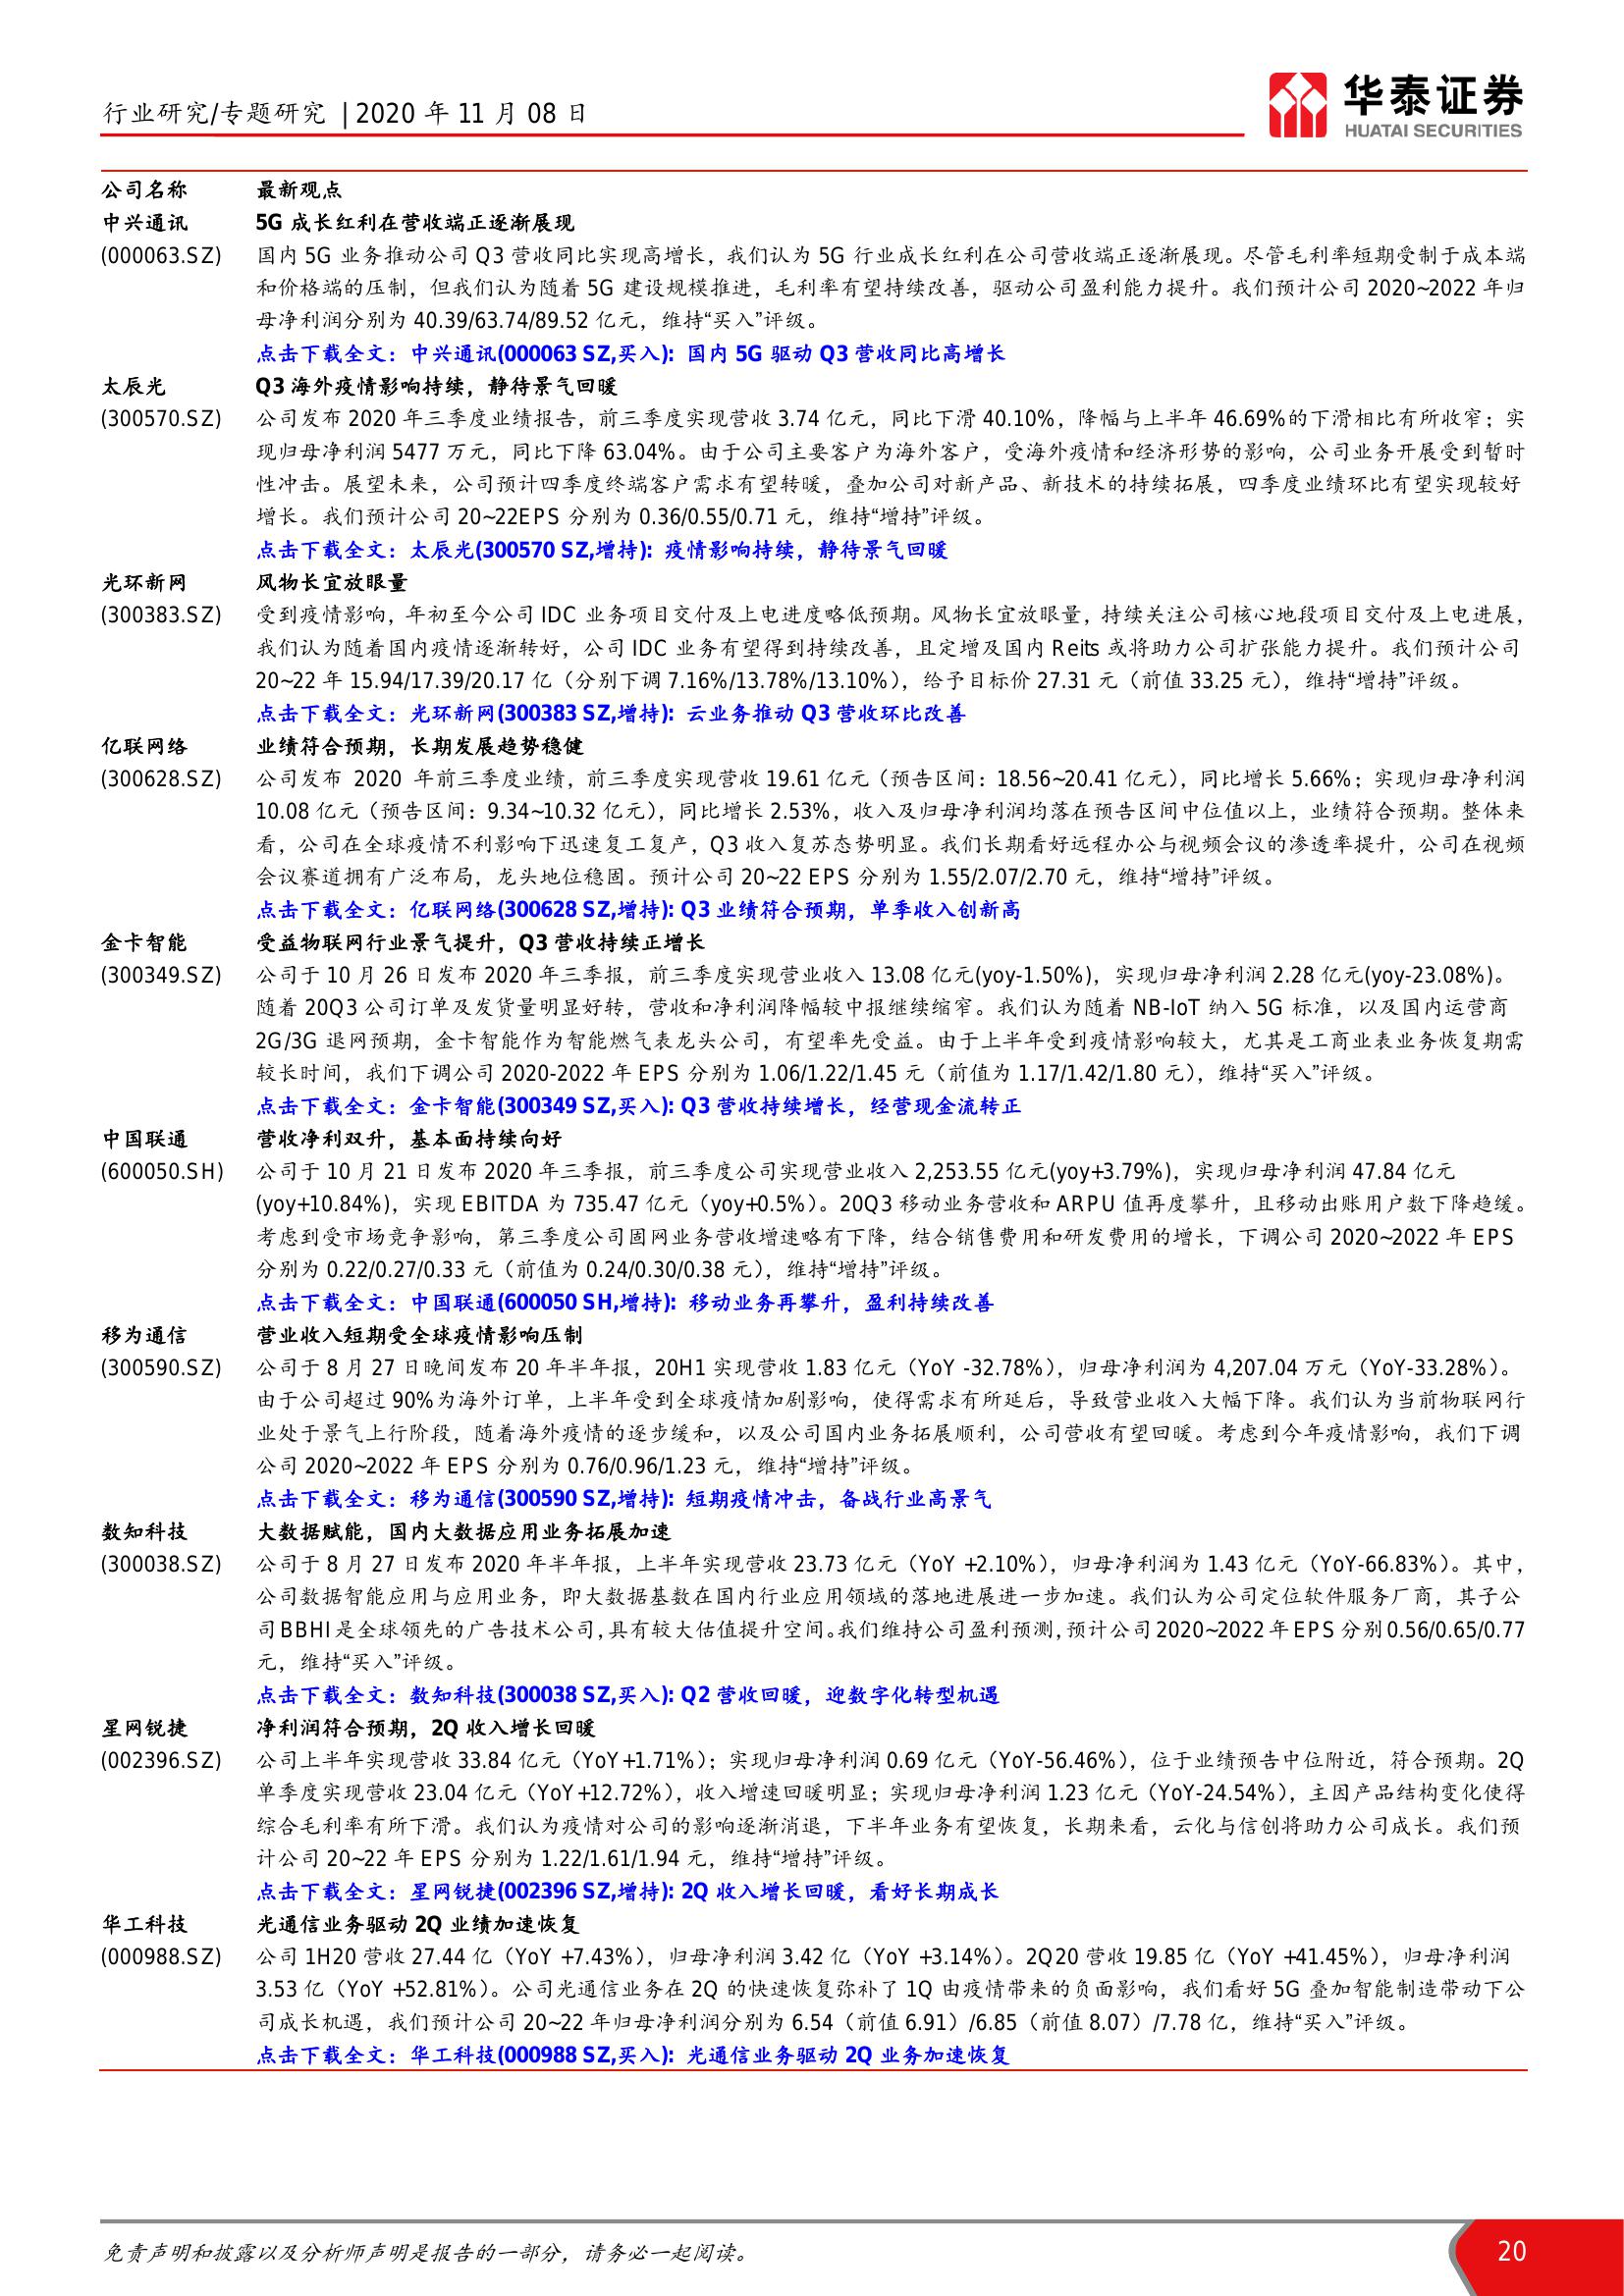 行业研究/专题研究 | 2020 年 11 月 08 日
华泰证券
HUATAI SECURITIES
公司名称 最新观点
中兴通讯 5G 成长红利在营收端正逐渐展现
(000063.SZ) 国内 5G 业务推动公司 Q3 营收同比实现高增长，我们认为 5G 行业成长红利在公司营收端正逐渐展现。尽管毛利率短期受制于成本端
和价格端的压制，但我们认为随着 5G 建设规模推进，毛利率有望持续改善，驱动公司盈利能力提升。我们预计公司 2020~2022 年归
母净利润分别为 40.39/63.74/89.52 亿元，维持“买入”评级。
点击下载全文：中兴通讯(000063 SZ,买入): 国内 5G 驱动 Q3 营收同比高增长
太辰光 Q3 海外疫情影响持续，静待景气回暖
(300570.SZ) 公司发布 2020 年三季度业绩报告，前三季度实现营收 3.74 亿元，同比下滑 40.10%，降幅与上半年 46.69%的下滑相比有所收窄；实
现归母净利润 5477 万元，同比下降 63.04%。由于公司主要客户为海外客户，受海外疫情和经济形势的影响，公司业务开展受到暂时
性冲击。展望未来，公司预计四季度终端客户需求有望转暖，叠加公司对新产品、新技术的持续拓展，四季度业绩环比有望实现较好
增长。我们预计公司 20~22EPS 分别为 0.36/0.55/0.71 元，维持“增持”评级。
点击下载全文：太辰光(300570 SZ,增持): 疫情影响持续，静待景气回暖
光环新网 风物长宜放眼量
(300383.SZ) 受到疫情影响，年初至今公司 IDC 业务项目交付及上电进度略低预期。风物长宜放眼量，持续关注公司核心地段项目交付及上电进展，
我们认为随着国内疫情逐渐转好，公司 IDC 业务有望得到持续改善，且定增及国内 Reits 或将助力公司扩张能力提升。我们预计公司
20~22 年 15.94/17.39/20.17 亿（分别下调 7.16%/13.78%/13.10%），给予目标价 27.31 元（前值 33.25 元），维持“增持”评级。
点击下载全文：光环新网(300383 SZ,增持): 云业务推动 Q3 营收环比改善
亿联网络 业绩符合预期，长期发展趋势稳健
(300628.SZ) 公司发布 2020 年前三季度业绩，前三季度实现营收 19.61 亿元（预告区间：18.56~20.41 亿元），同比增长 5.66%；实现归母净利润
10.08 亿元（预告区间：9.34~10.32 亿元），同比增长 2.53%，收入及归母净利润均落在预告区间中位值以上，业绩符合预期。整体来
看，公司在全球疫情不利影响下迅速复工复产，Q3 收入复苏态势明显。我们长期看好远程办公与视频会议的渗透率提升，公司在视频
会议赛道拥有广泛布局，龙头地位稳固。预计公司 20~22 EPS 分别为 1.55/2.07/2.70 元，维持“增持”评级。
点击下载全文：亿联网络(300628 SZ,增持): Q3 业绩符合预期，单季收入创新高
金卡智能 受益物联网行业景气提升，Q3 营收持续正增长
(300349.SZ) 公司于 10 月 26 日发布 2020 年三季报，前三季度实现营业收入 13.08 亿元(yoy-1.50%)，实现归母净利润 2.28 亿元(yoy-23.08%)。
随着 20Q3 公司订单及发货量明显好转，营收和净利润降幅较中报继续缩窄。我们认为随着 NB-IoT 纳入 5G 标准，以及国内运营商
2G/3G 退网预期，金卡智能作为智能燃气表龙头公司，有望率先受益。由于上半年受到疫情影响较大，尤其是工商业表业务恢复期需
较长时间，我们下调公司 2020-2022 年 EPS 分别为 1.06/1.22/1.45 元（前值为 1.17/1.42/1.80 元），维持“买入”评级。
点击下载全文：金卡智能(300349 SZ,买入): Q3 营收持续增长，经营现金流转正
中国联通 营收净利双升，基本面持续向好
(600050.SH) 公司于 10 月 21 日发布 2020 年三季报，前三季度公司实现营业收入 2,253.55 亿元(yoy+3.79%)，实现归母净利润 47.84 亿元
(yoy+10.84%)，实现 EBITDA 为 735.47 亿元（yoy+0.5%）。20Q3 移动业务营收和 ARPU 值再度攀升，且移动出账用户数下降趋缓。
考虑到受市场竞争影响，第三季度公司固网业务营收增速略有下降，结合销售费用和研发费用的增长，下调公司 2020~2022 年 EPS
分别为 0.22/0.27/0.33 元（前值为 0.24/0.30/0.38 元），维持“增持”评级。
点击下载全文：中国联通(600050 SH,增持): 移动业务再攀升，盈利持续改善
移为通信 营业收入短期受全球疫情影响压制
(300590.SZ) 公司于 8 月 27 日晚间发布 20 年半年报，20H1 实现营收 1.83 亿元（YoY -32.78%），归母净利润为 4,207.04 万元（YoY-33.28%）。
由于公司超过 90%为海外订单，上半年受到全球疫情加剧影响，使得需求有所延后，导致营业收入大幅下降。我们认为当前物联网行
业处于景气上行阶段，随着海外疫情的逐步缓和，以及公司国内业务拓展顺利，公司营收有望回暖。考虑到今年疫情影响，我们下调
公司 2020~2022 年 EPS 分别为 0.76/0.96/1.23 元，维持“增持”评级。
点击下载全文：移为通信(300590 SZ,增持): 短期疫情冲击，备战行业高景气
数知科技 大数据赋能，国内大数据应用业务拓展加速
(300038.SZ) 公司于 8 月 27 日发布 2020 年半年报，上半年实现营收 23.73 亿元（YoY +2.10%），归母净利润为 1.43 亿元（YoY-66.83%）。其中，
公司数据智能应用与应用业务，即大数据基数在国内行业应用领域的落地进展进一步加速。我们认为公司定位软件服务厂商，其子公
司BBHI是全球领先的广告技术公司,具有较大估值提升空间。我们维持公司盈利预测,预计公司2020~2022年EPS分别0.56/0.65/0.77
元，维持“买入”评级。
点击下载全文：数知科技(300038 SZ,买入): Q2 营收回暖，迎数字化转型机遇
星网锐捷 净利润符合预期，2Q 收入增长回暖
(002396.SZ) 公司上半年实现营收 33.84 亿元（YoY+1.71%）；实现归母净利润 0.69 亿元（YoY-56.46%），位于业绩预告中位附近，符合预期。2Q
单季度实现营收 23.04 亿元（YoY+12.72%），收入增速回暖明显；实现归母净利润 1.23 亿元（YoY-24.54%），主因产品结构变化使得
综合毛利率有所下滑。我们认为疫情对公司的影响逐渐消退，下半年业务有望恢复，长期来看，云化与信创将助力公司成长。我们预
计公司 20~22 年 EPS 分别为 1.22/1.61/1.94 元，维持“增持”评级。
点击下载全文：星网锐捷(002396 SZ,增持): 2Q 收入增长回暖，看好长期成长
华工科技 光通信业务驱动 2Q 业绩加速恢复
(000988.SZ) 公司 1H20 营收 27.44 亿（YoY +7.43%），归母净利润 3.42 亿（YoY +3.14%）。2Q20 营收 19.85 亿（YoY +41.45%），归母净利润
3.53 亿（YoY +52.81%）。公司光通信业务在 2Q 的快速恢复弥补了 1Q 由疫情带来的负面影响，我们看好 5G 叠加智能制造带动下公
司成长机遇，我们预计公司 20~22 年归母净利润分别为 6.54（前值 6.91）/6.85（前值 8.07）/7.78 亿，维持“买入”评级。
点击下载全文：华工科技(000988 SZ,买入): 光通信业务驱动 2Q 业务加速恢复
免责声明和披露以及分析师声明是报告的一部分，请务必一起阅读。 20